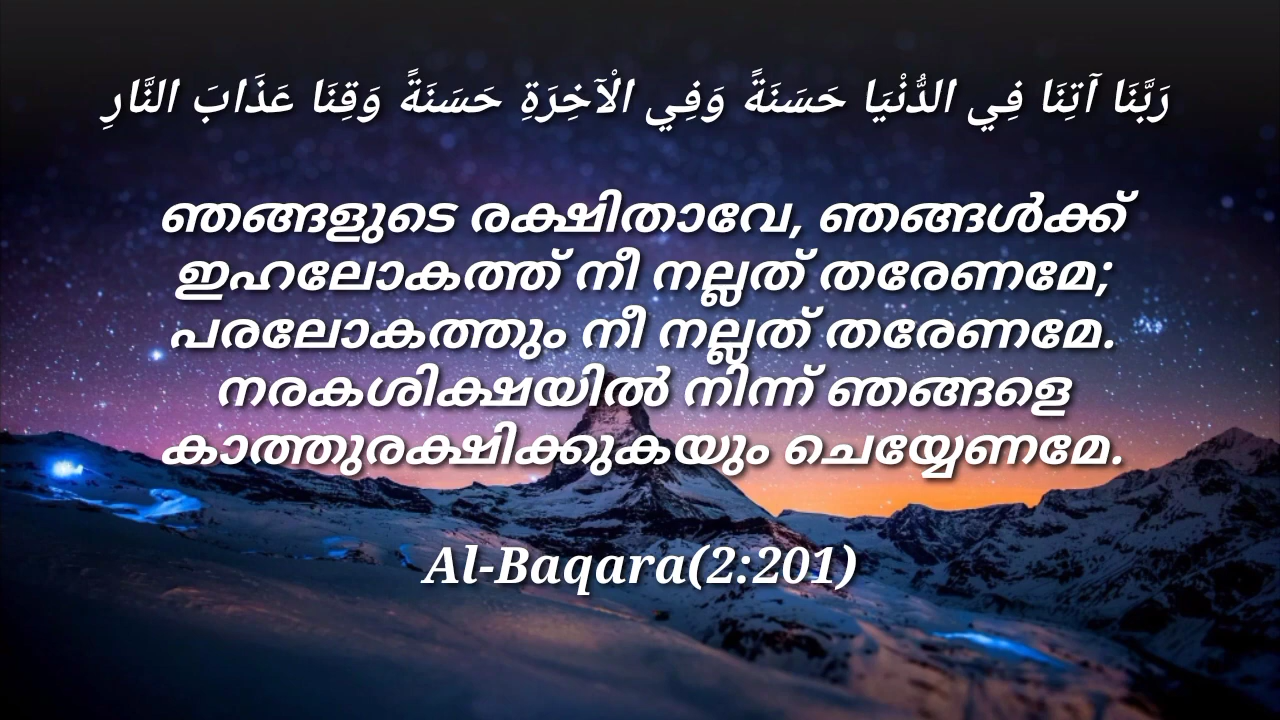 رَبَّنَا آتِنَا فِي الدُّنْيَا حَسَنَةً وَفِي الْآخِرَةِ حَسَنَةً وَقِنَا عَذَابَ النَّارِ
ഞങ്ങളുടെ രക്ഷിതാവേ, ഞങ്ങൾക്ക്
ഇഹലോകത്ത് നീ നല്ലത് തരേണമേ;
പരലോകത്തും നീ നല്ലത് തരേണമേ.
നരകശിക്ഷയിൽ നിന്ന് ഞങ്ങളെ
കാത്തുരക്ഷിക്കുകയും ചെയ്യേണമേ.
Al-Baqara(2:201)